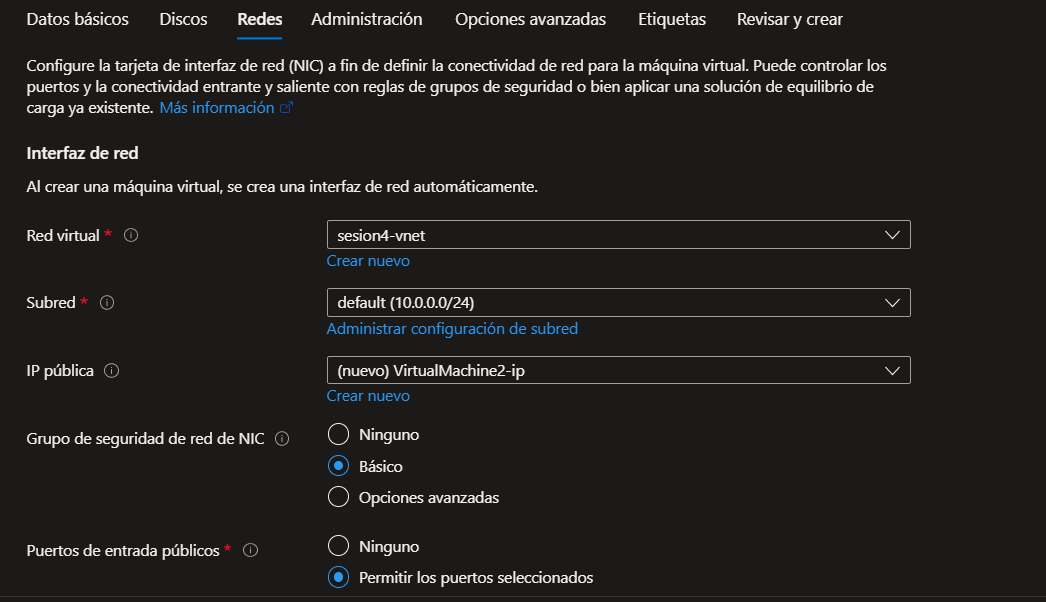 Datos básicos Discos Redes Administración Opciones avanzadas Etiquetas Revisar y crear
Configure la tarjeta de interfaz de red (NIC) a fin de definir la conectividad de red para la máquina virtual. Puede controlar los
puertos y la conectividad entrante y saliente con reglas de grupos de seguridad o bien aplicar una solución de equilibrio de
carga ya existente. Más información
Interfaz de red
Al crear una máquina virtual, se crea una interfaz de red automáticamente.
Red virtual * sesion4-vnet
Crear nuevo
Subred * default (10.0.0.0/24)
Administrar configuración de subred
IP pública (nuevo) VirtualMachine2-ip
Crear nuevo
Grupo de seguridad de red de NIC Ninguno
Básico
Opciones avanzadas
Puertos de entrada públicos * Ninguno
Permitir los puertos seleccionados